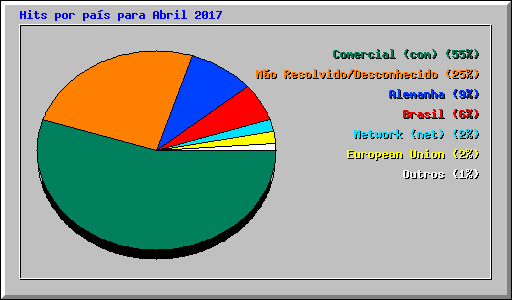 Hits por país para Abril 2017
Comercial (com) (55%)
Não Resolvido/Desconhecido (25%)
Alemanha (9%)
Brasil (6%)
Network (net) (2%)
European Union (2%)
Outros (1%)